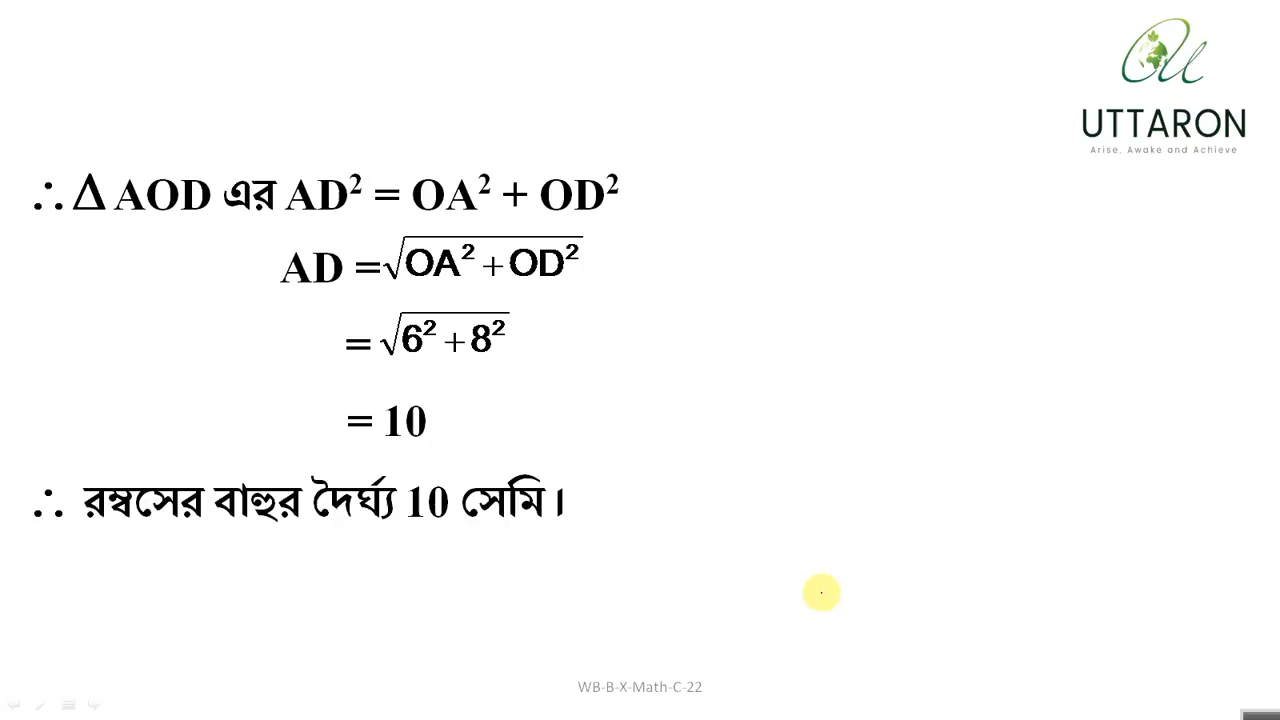 UTTARON
Arise, Awake and Achieve
∴ Δ AOD এর AD² = OA² + OD²
AD = √OA² + OD²
= √6² + 8²
= 10
∴ রম্বসের বাহুর দৈর্ঘ্য 10 সেমি।
WB-B-X-Math-C-22